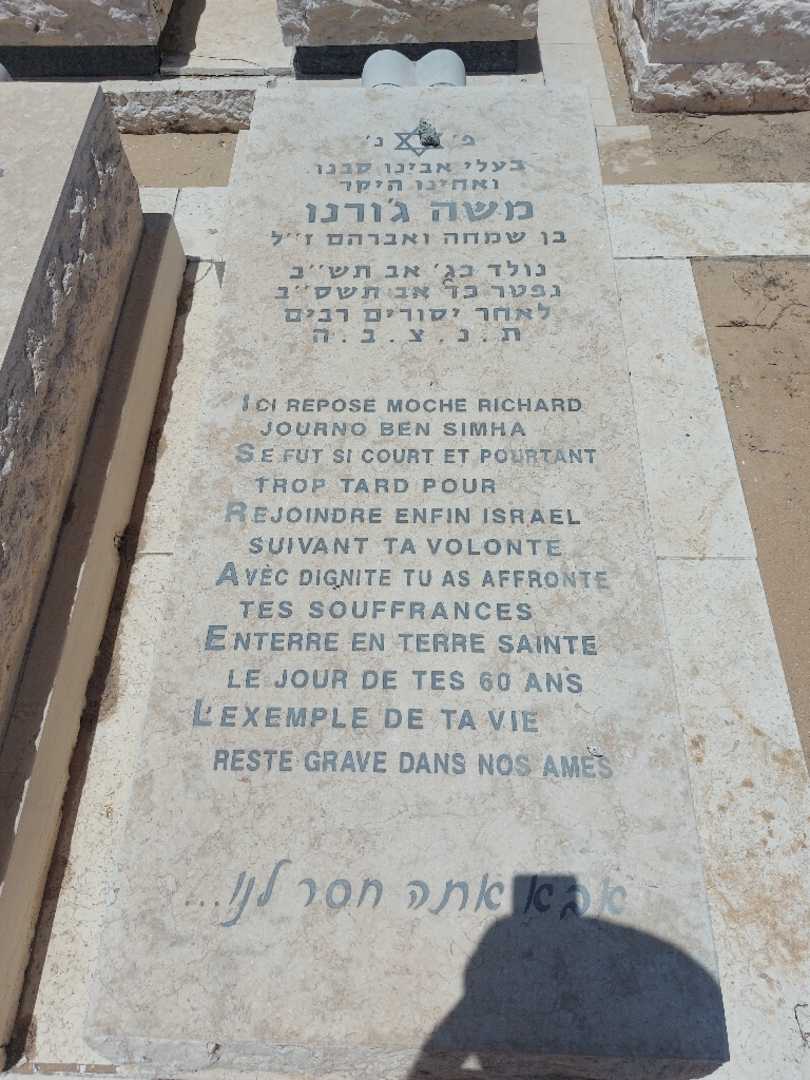 פ׳ נ׳
בעלי אבינו סבנו
ואחינו היקר
משה ג׳ורנו
בן שמחה ואברהם ז״ל
נולד כג׳ אב תש״ב
נפטר כד אב תשס״ב
לאחר יסורים רבים
ת . נ . צ . ב . ה
ICI REPOSE MOCHE RICHARD
JOURNO BEN SIMHA
SE FUT SI COURT ET POURTANT
TROP TARD POUR
REJOINDRE ENFIN ISRAEL
SUIVANT TA VOLONTE
AVEC DIGNITE TU AS AFFRONTE
TES SOUFFRANCES
ENTERRE EN TERRE SAINTE
LE JOUR DE TES 60 ANS
L'EXEMPLE DE TA VIE
RESTE GRAVE DANS NOS AMES
אבא אתה חסר לנו...